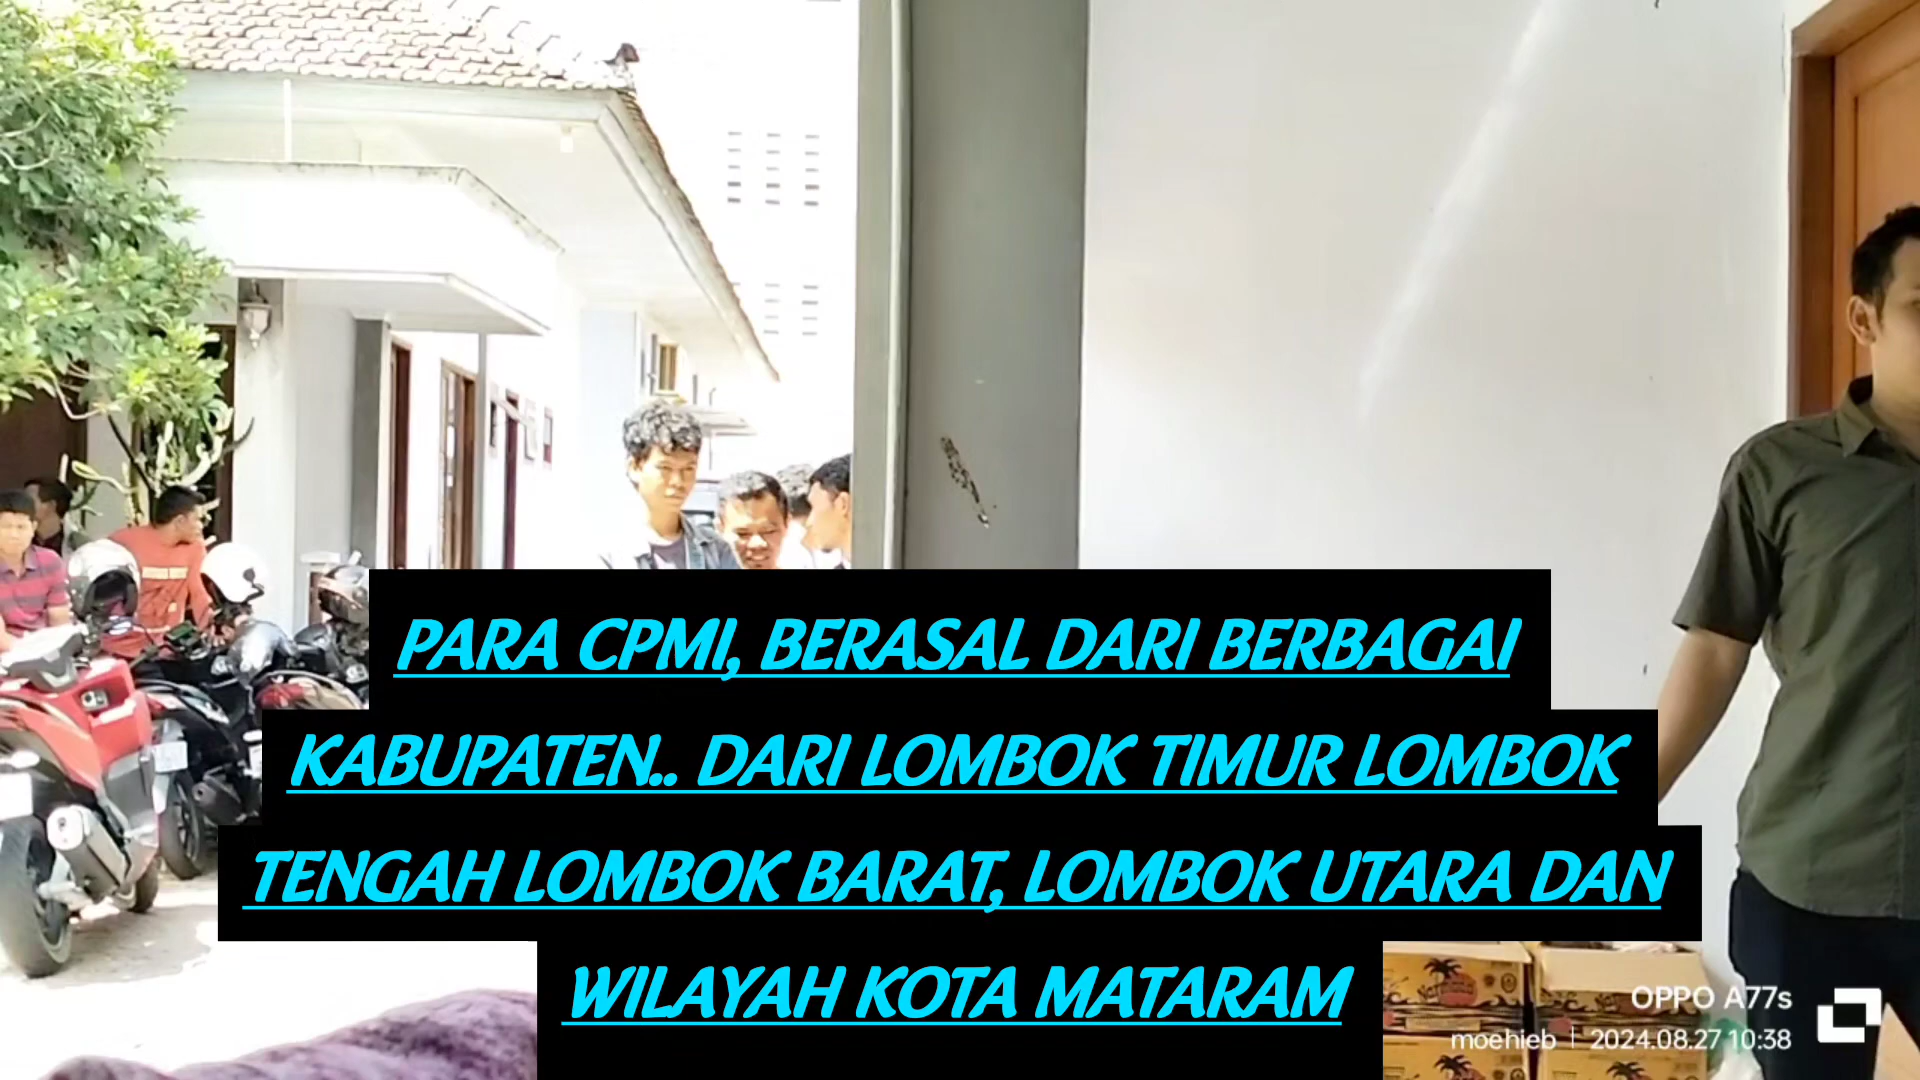 PARA CPMI, BERASAL DARI BERBAGAI
KABUPATEN.. DARI LOMBOK TIMUR LOMBOK
TENGAH LOMBOK BARAT, LOMBOK UTARA DAN
WILAYAH KOTA MATARAM
OPPO A77s
moehieb | 2024.08.27 10:38